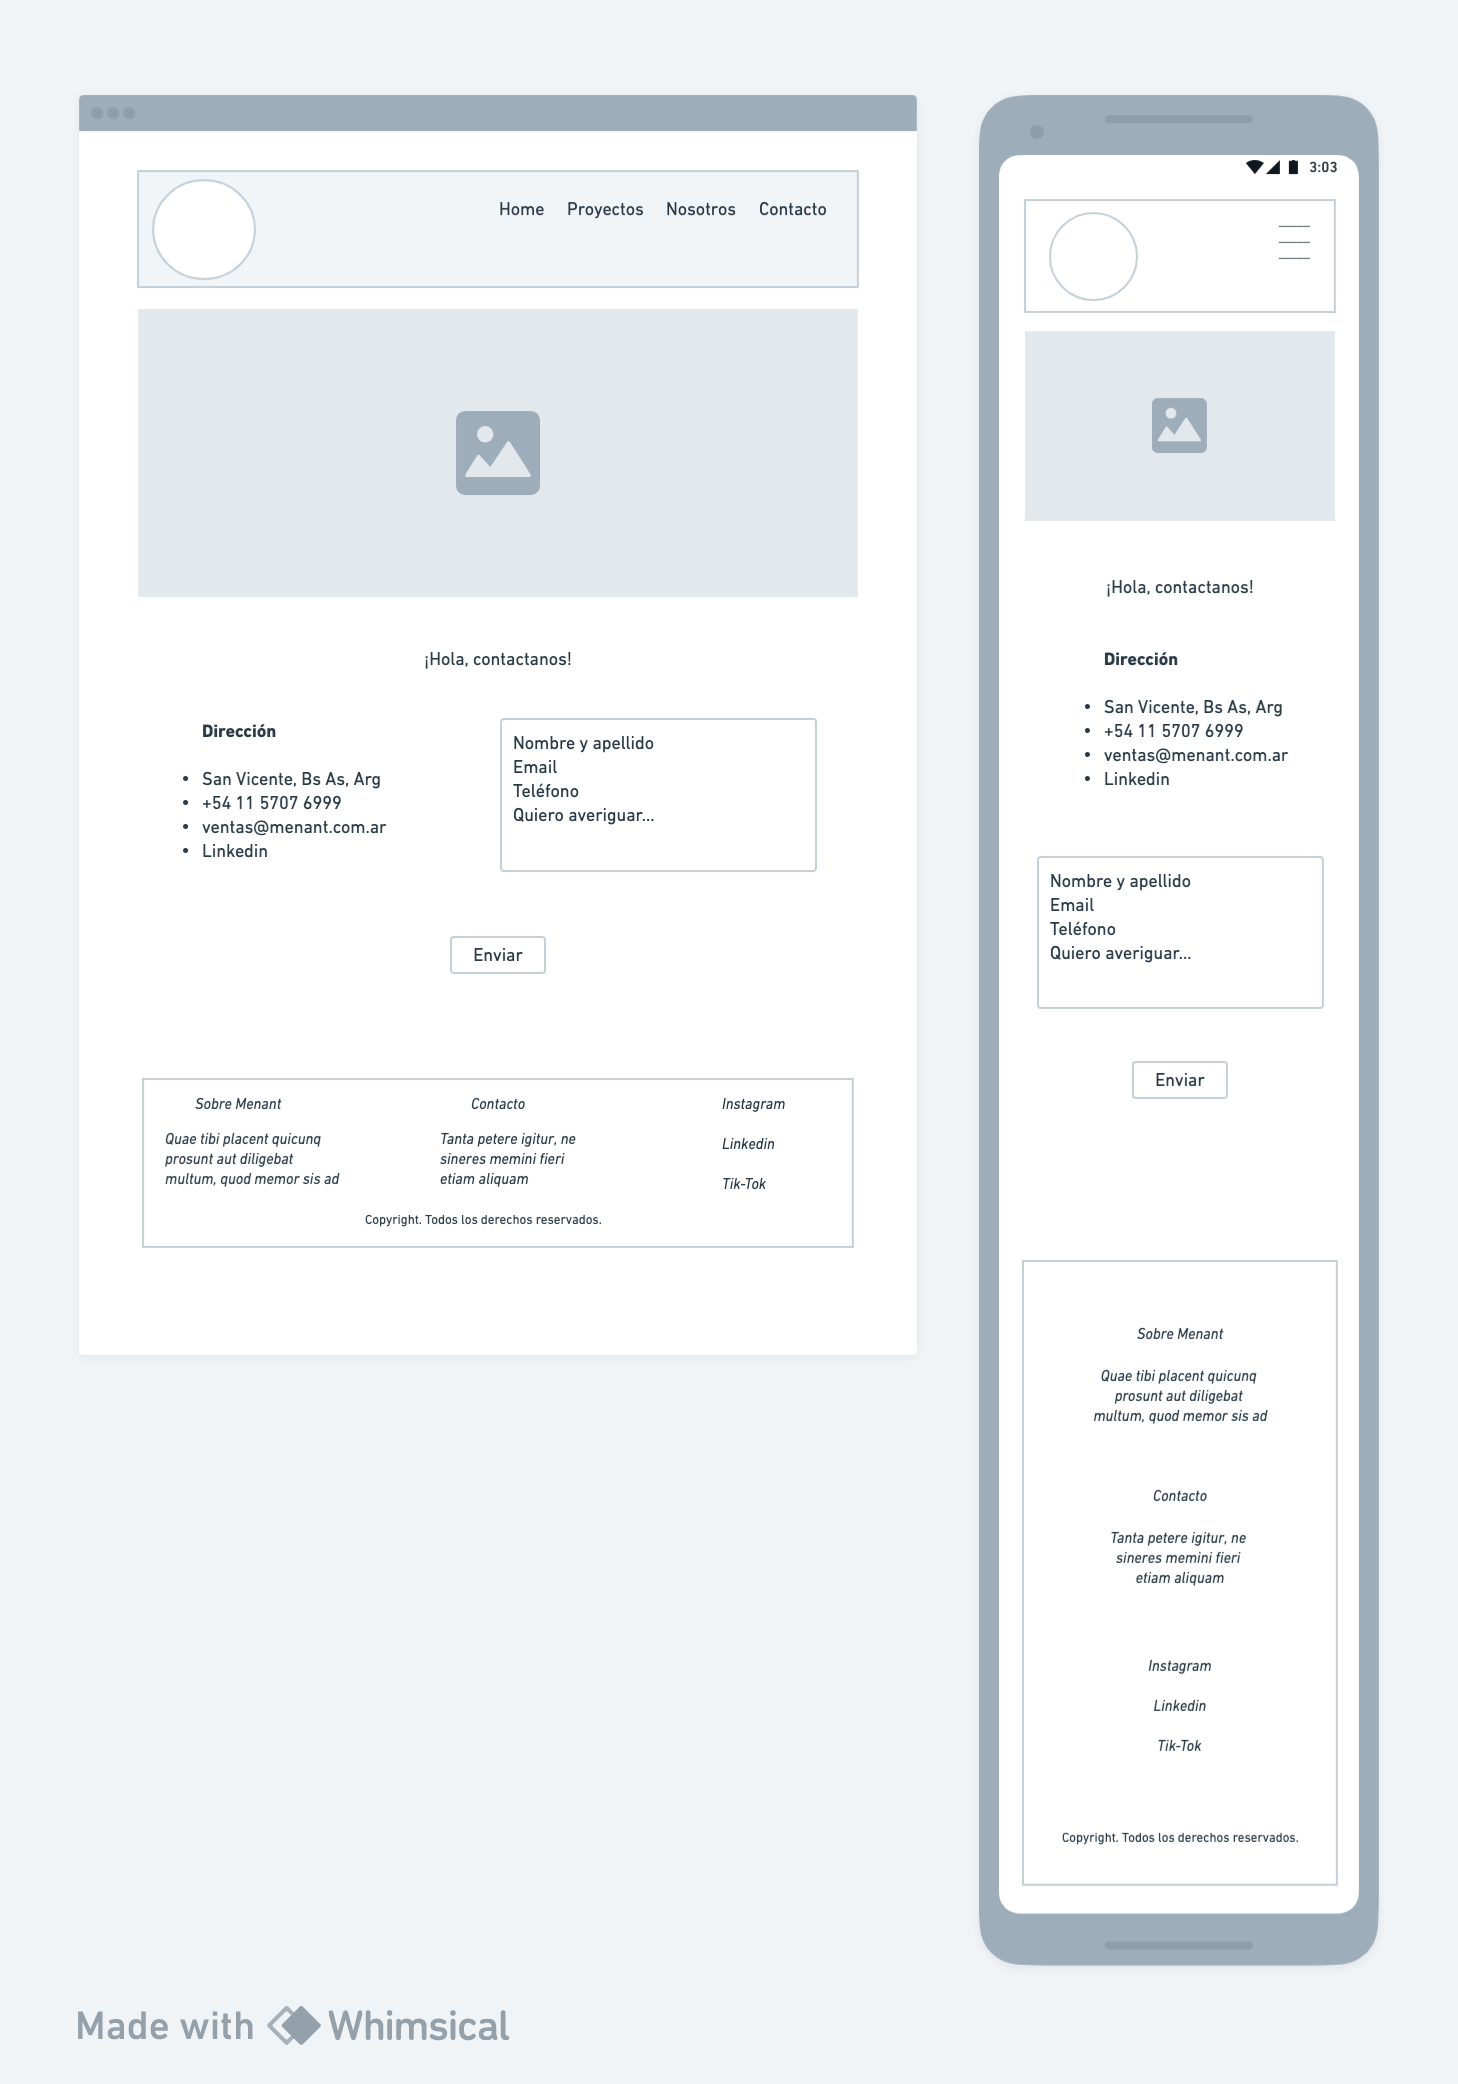 Home Proyectos Nosotros Contacto
¡Hola, contactanos!
Dirección
• San Vicente, Bs As, Arg
• +54 11 5707 6999
• ventas@menant.com.ar
• Linkedin
Nombre y apellido
Email
Teléfono
Quiero averiguar...
Enviar
Sobre Menant
Quae tibi placent quicunq
prosunt aut diligebat
multum, quod memor sis ad
Contacto
Tanta petere igitur, ne
sineres memini fieri
etiam aliquam
Instagram
Linkedin
Tik-Tok
Copyright. Todos los derechos reservados.
3:03
¡Hola, contactanos!
Dirección
• San Vicente, Bs As, Arg
• +54 11 5707 6999
• ventas@menant.com.ar
• Linkedin
Nombre y apellido
Email
Teléfono
Quiero averiguar...
Enviar
Sobre Menant
Quae tibi placent quicunq
prosunt aut diligebat
multum, quod memor sis ad
Contacto
Tanta petere igitur, ne
sineres memini fieri
etiam aliquam
Instagram
Linkedin
Tik-Tok
Copyright. Todos los derechos reservados.
Made with Whimsical